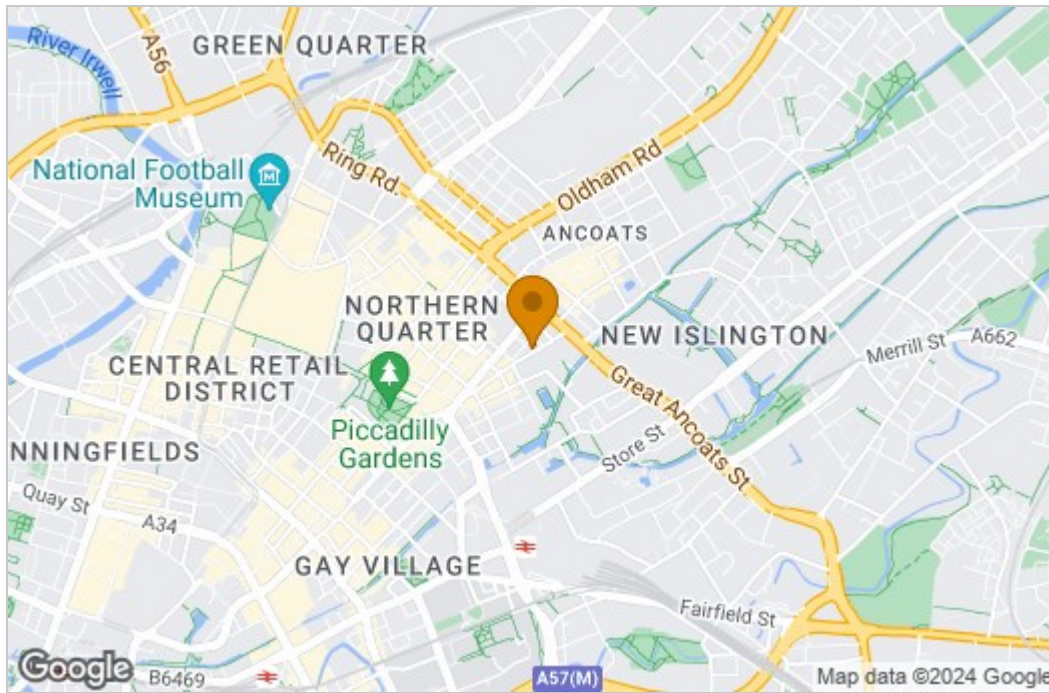 River Irwell
A56
GREEN QUARTER
National Football
Museum
Ring Rd.
Oldham Rd
ANCOATS
NORTHERN
QUARTER
NEW ISLINGTON
Merrill St
A662
CENTRAL RETAIL
DISTRICT
Piccadilly
Gardens
Great Ancoats St
Store St
NNINGFIELDS
Quay St
A34
GAY VILLAGE
Fairfield St
Google
B6469
A57(M)
Map data ©2024 Google